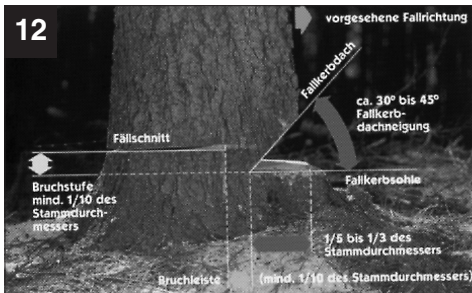 12
vorgesehene Fallrichtung
Fallkerbdach
ca. 30° bis 45°
Fallkerb-
dachneigung
Fällschnitt
Bruchstufe
mind. 1/10 des
Stammdurch-
messers
Fallkerbsohle
1/5 bis 1/3 des
Stammdurchmessers
Bruchleiste
(mind. 1/10 des Stammdurchmessers)